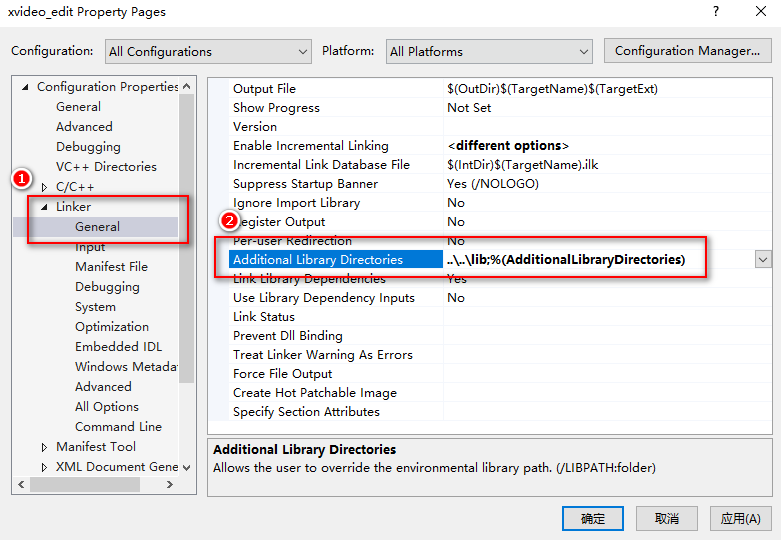 xvideo_edit Property Pages
?
Configuration: All Configurations Platform: All Platforms Configuration Manager...
Configuration Properties
General
Advanced
Debugging
VC++ Directories
1
C/C++
Linker
General
Input
Manifest File
Debugging
System
Optimization
Embedded IDL
Windows Metada
Advanced
All Options
Command Line
Manifest Tool
XML Document Gene
Output File $(OutDir)$(TargetName)$(TargetExt)
Show Progress Not Set
Version
Enable Incremental Linking <different options>
Incremental Link Database File $(IntDir)$(TargetName).ilk
Suppress Startup Banner Yes (/NOLOGO)
Ignore Import Library No
2
Register Output No
Per-user Redirection No
Additional Library Directories ..\..\lib;%(AdditionalLibraryDirectories)
Link Library Dependencies Yes
Use Library Dependency Inputs No
Link Status
Prevent Dll Binding
Treat Linker Warning As Errors
Force File Output
Create Hot Patchable Image
Specify Section Attributes
Additional Library Directories
Allows the user to override the environmental library path. (/LIBPATH:folder)
确定 取消 应用(A)